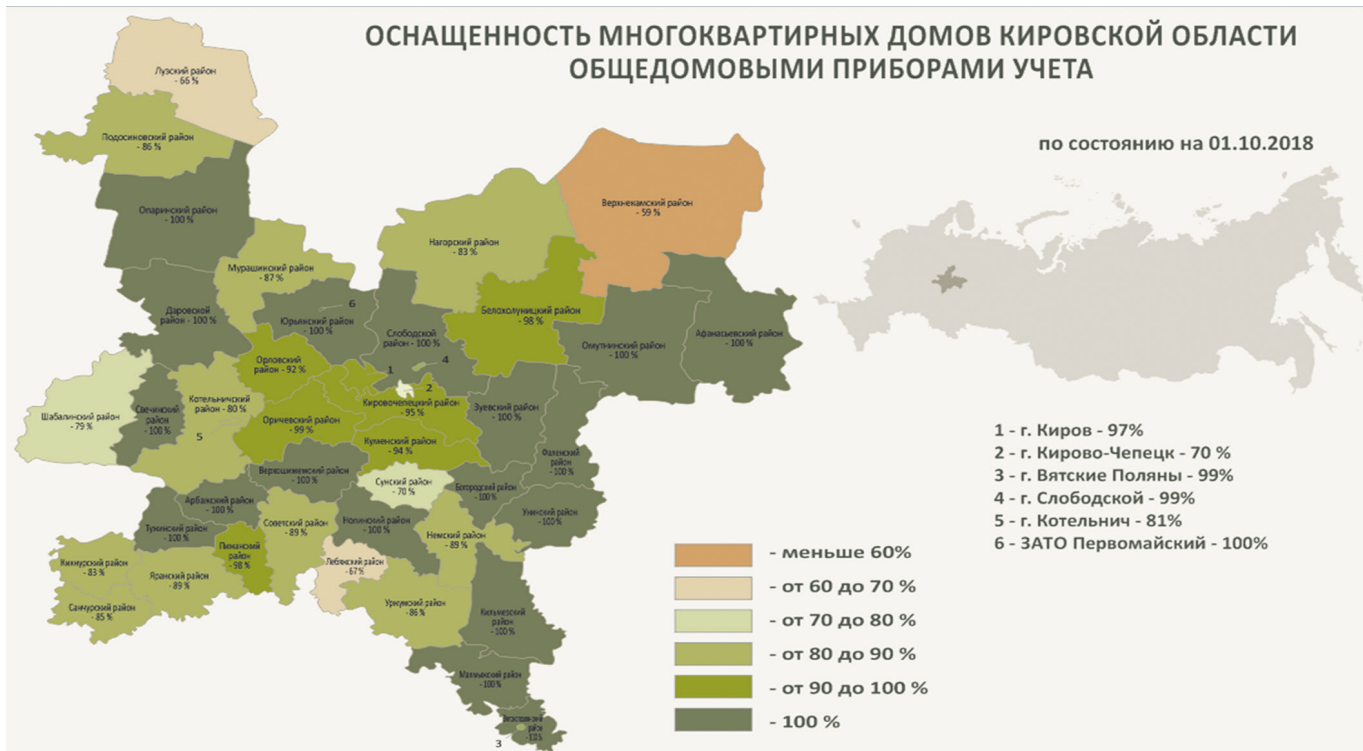 ОСНАЩЕННОСТЬ МНОГОКВАРТИРНЫХ ДОМОВ КИРОВСКОЙ ОБЛАСТИ
ОБЩЕДОМОВЫМИ ПРИБОРАМИ УЧЕТА
по состоянию на 01.10.2018
Лузский район
- 66 %
Подосиновский район
- 86 %
Опаринский район
- 100 %
Мурашинский район
- 87 %
Нагорский район
- 83 %
Верхнекамский район
- 59 %
Белохолуницкий район
- 98 %
Даровской
район - 100 %
6
Юрьянский район
- 100 %
Слободской
район - 100 %
Омутнинский район
- 100 %
Афанасьевский район
- 100 %
Орловский
район - 92 %
1
4
2
Шабалинский район
- 79 %
Свечинский
район
- 100 %
Котельничский
район - 80 %
5
Оричевский район
- 99 %
Кировочепецкий район
- 95 %
Куменский район
- 94 %
Зуевский район
- 100 %
Фаленский
район
- 100 %
Верхошижемский район
- 100 %
Сунский район
- 70 %
Богородский район
- 100 %
Унинский район
- 100 %
Арбажский район
- 100 %
Тужинский район
- 100 %
Советский район
- 89 %
Нолинский район
- 100 %
Немский район
- 89 %
Пижанский
район
- 98 %
Кикнурский район
- 83 %
Яранский район
- 89 %
Санчурский район
- 85 %
Лебяжский район
- 67 %
Уржумский район
- 86 %
Кильмезский
район
- 100 %
Малмыжский район
- 100 %
район
- 100 %
3
1 - г. Киров - 97%
2 - г. Кирово-Чепецк - 70 %
3 - г. Вятские Поляны - 99%
4 - г. Слободской - 99%
5 - г. Котельнич - 81%
6 - ЗАТО Первомайский - 100%
- меньше 60%
- от 60 до 70 %
- от 70 до 80 %
- от 80 до 90 %
- от 90 до 100 %
- 100 %